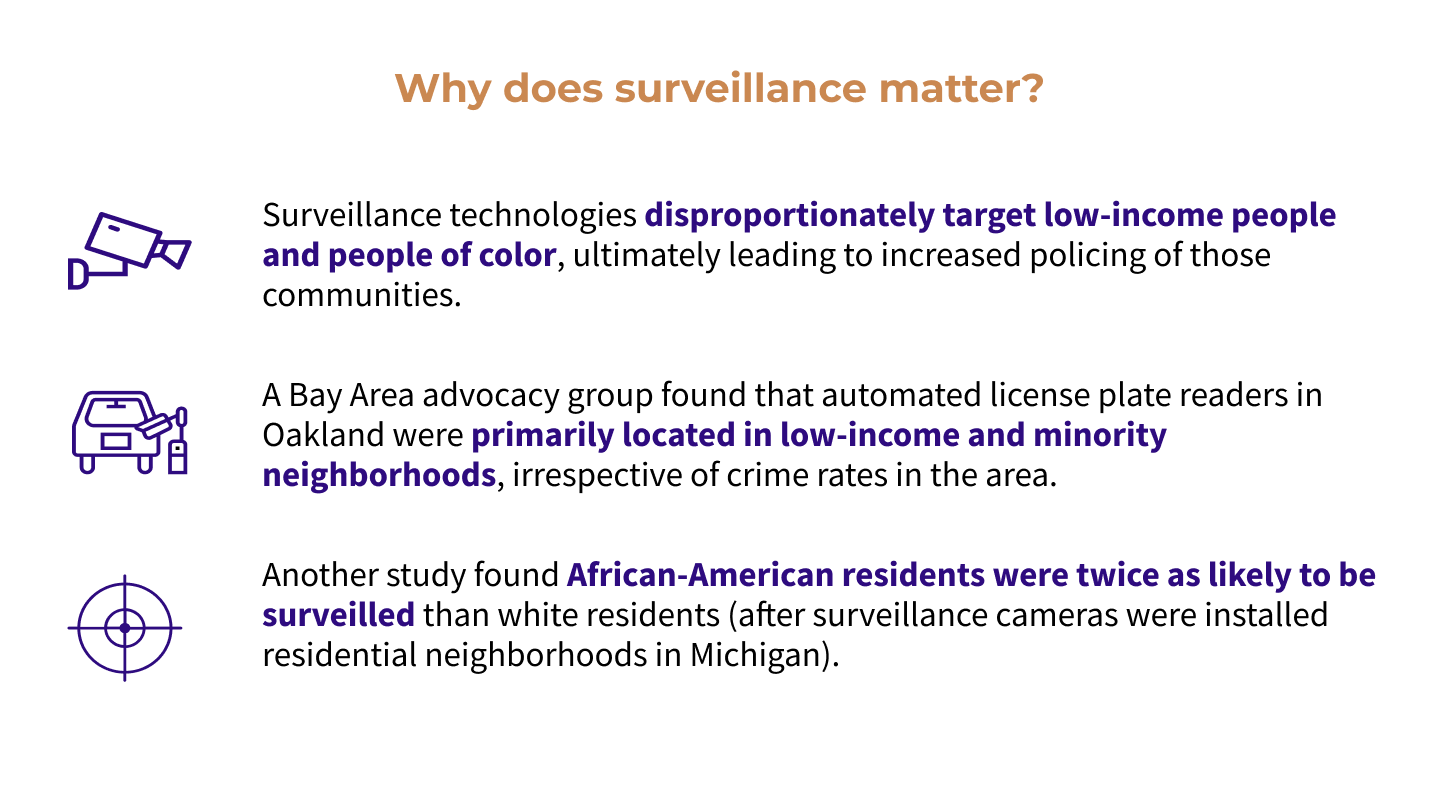 Why does surveillance matter?
Surveillance technologies disproportionately target low-income people
and people of color, ultimately leading to increased policing of those
communities.
A Bay Area advocacy group found that automated license plate readers in
Oakland were primarily located in low-income and minority
neighborhoods, irrespective of crime rates in the area.
Another study found African-American residents were twice as likely to be
surveilled than white residents (after surveillance cameras were installed
residential neighborhoods in Michigan).